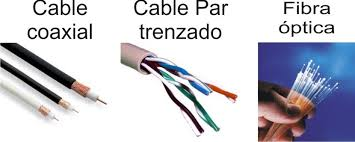 Cable
coaxial
Cable Par
trenzado
Fibra
óptica